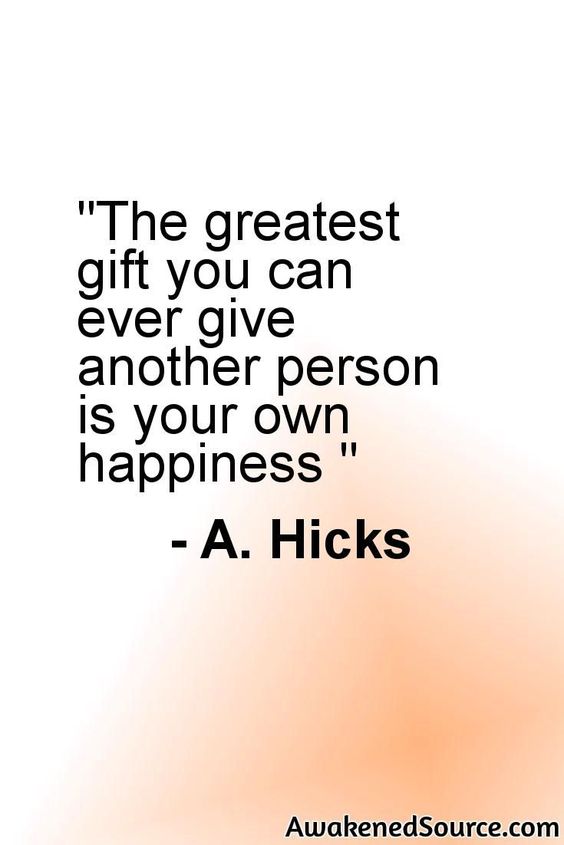 "The greatest
gift you can
ever give
another person
is your own
happiness "
- A. Hicks
AwakenedSource.com